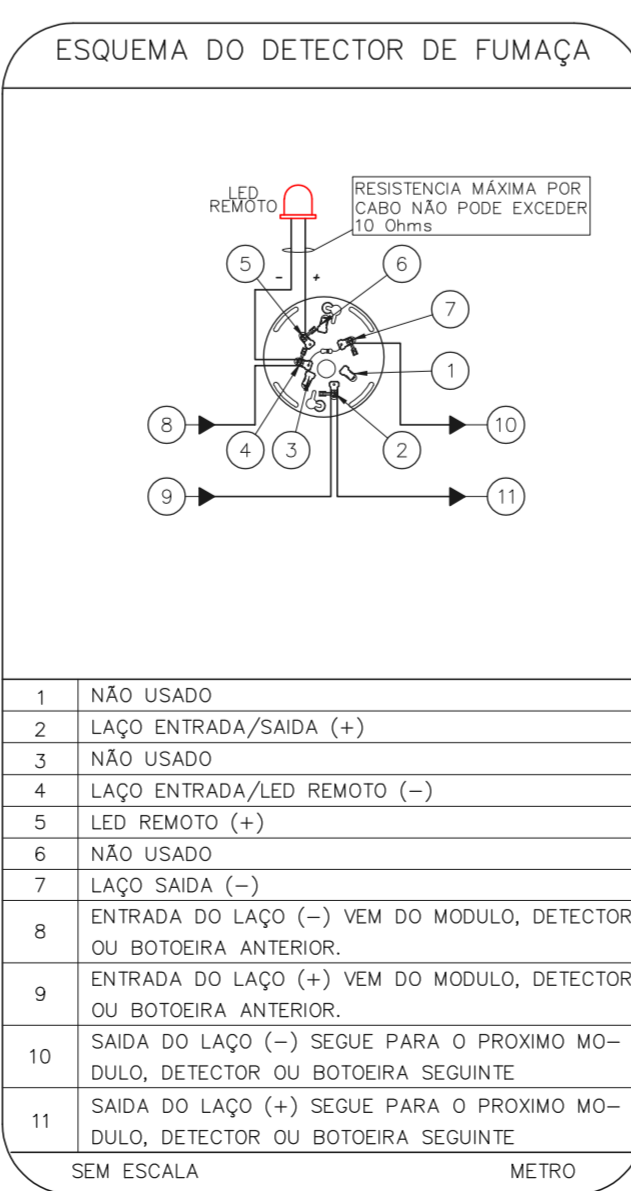 ESQUEMA DO DETECTOR DE FUMAÇA
LED
REMOTO
RESISTENCIA MÁXIMA POR
CABO NÃO PODE EXCEDER
10 Ohms
5
6
- +
7
1
8
10
4
3
2
9
11
1 NÃO USADO
2 LAÇO ENTRADA/SAIDA (+)
3 NÃO USADO
4 LAÇO ENTRADA/LED REMOTO (–)
5 LED REMOTO (+)
6 NÃO USADO
7 LAÇO SAIDA (–)
8 ENTRADA DO LAÇO (–) VEM DO MODULO, DETECTOR
OU BOTOEIRA ANTERIOR.
9 ENTRADA DO LAÇO (+) VEM DO MODULO, DETECTOR
OU BOTOEIRA ANTERIOR.
10 SAIDA DO LAÇO (–) SEGUE PARA O PROXIMO MO–
DULO, DETECTOR OU BOTOEIRA SEGUINTE
11 SAIDA DO LAÇO (+) SEGUE PARA O PROXIMO MO–
DULO, DETECTOR OU BOTOEIRA SEGUINTE
SEM ESCALA METRO